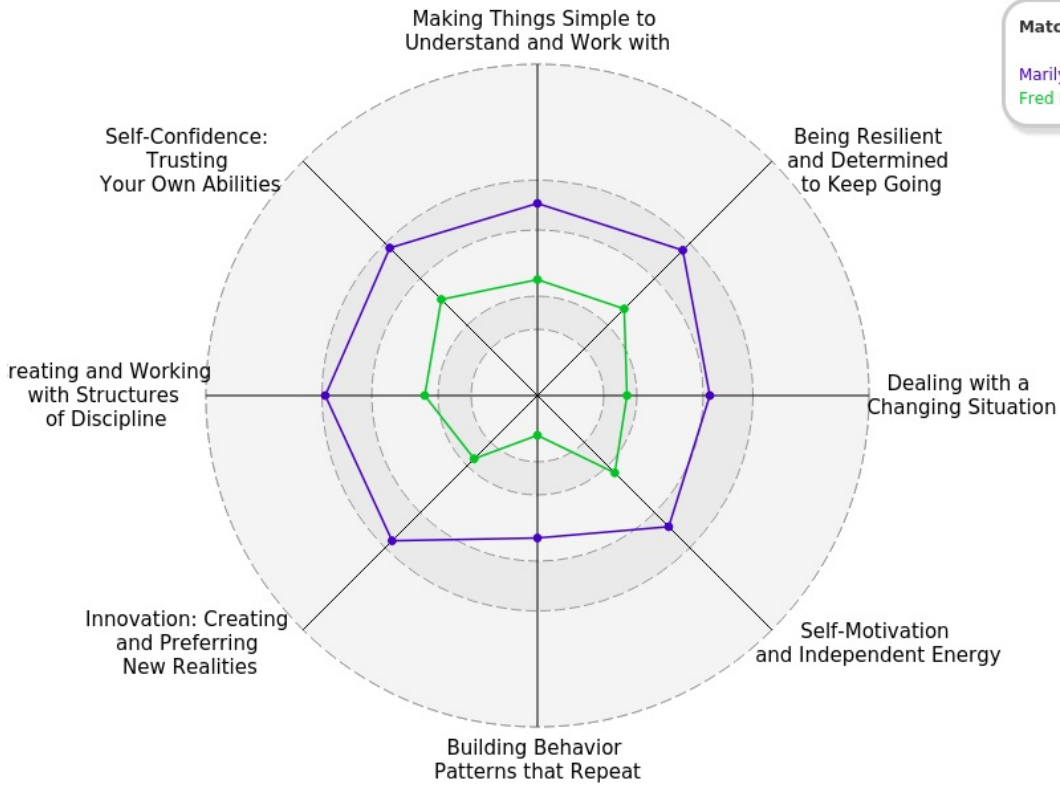 Making Things Simple to
Understand and Work with
Self-Confidence:
Trusting
Your Own Abilities
Being Resilient
and Determined
to Keep Going
reating and Working
with Structures
of Discipline
Dealing with a
Changing Situation
Innovation: Creating
and Preferring
New Realities
Self-Motivation
and Independent Energy
Building Behavior
Patterns that Repeat
Matc
Marily
Fred